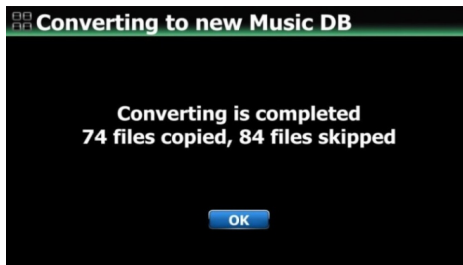 Converting to new Music DB
Converting is completed
74 files copied, 84 files skipped
OK